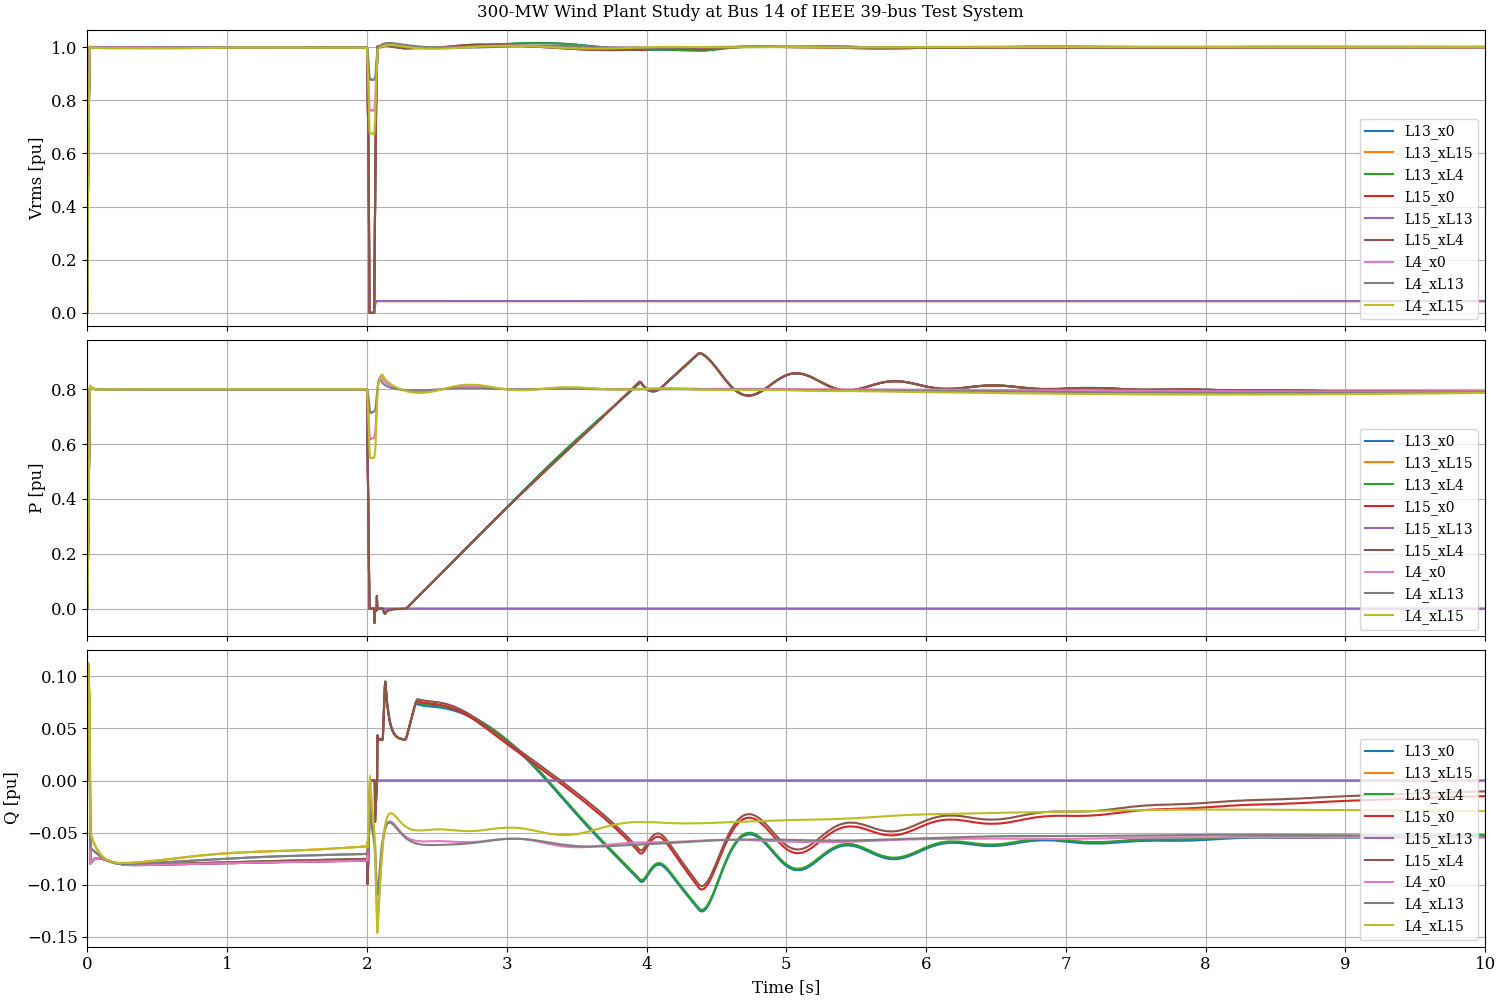 300-MW Wind Plant Study at Bus 14 of IEEE 39-bus Test System
Vrms [pu]
1.0
0.8
0.6
0.4
0.2
0.0
L13_x0
L13_xL15
L13_xL4
L15_x0
L15_xL13
L15_xL4
L4_x0
L4_xL13
L4_xL15
P [pu]
0.8
0.6
0.4
0.2
0.0
L13_x0
L13_xL15
L13_xL4
L15_x0
L15_xL13
L15_xL4
L4_x0
L4_xL13
L4_xL15
Q [pu]
0.10
0.05
0.00
−0.05
−0.10
−0.15
L13_x0
L13_xL15
L13_xL4
L15_x0
L15_xL13
L15_xL4
L4_x0
L4_xL13
L4_xL15
0 1 2 3 4 5 6 7 8 9 10
Time [s]